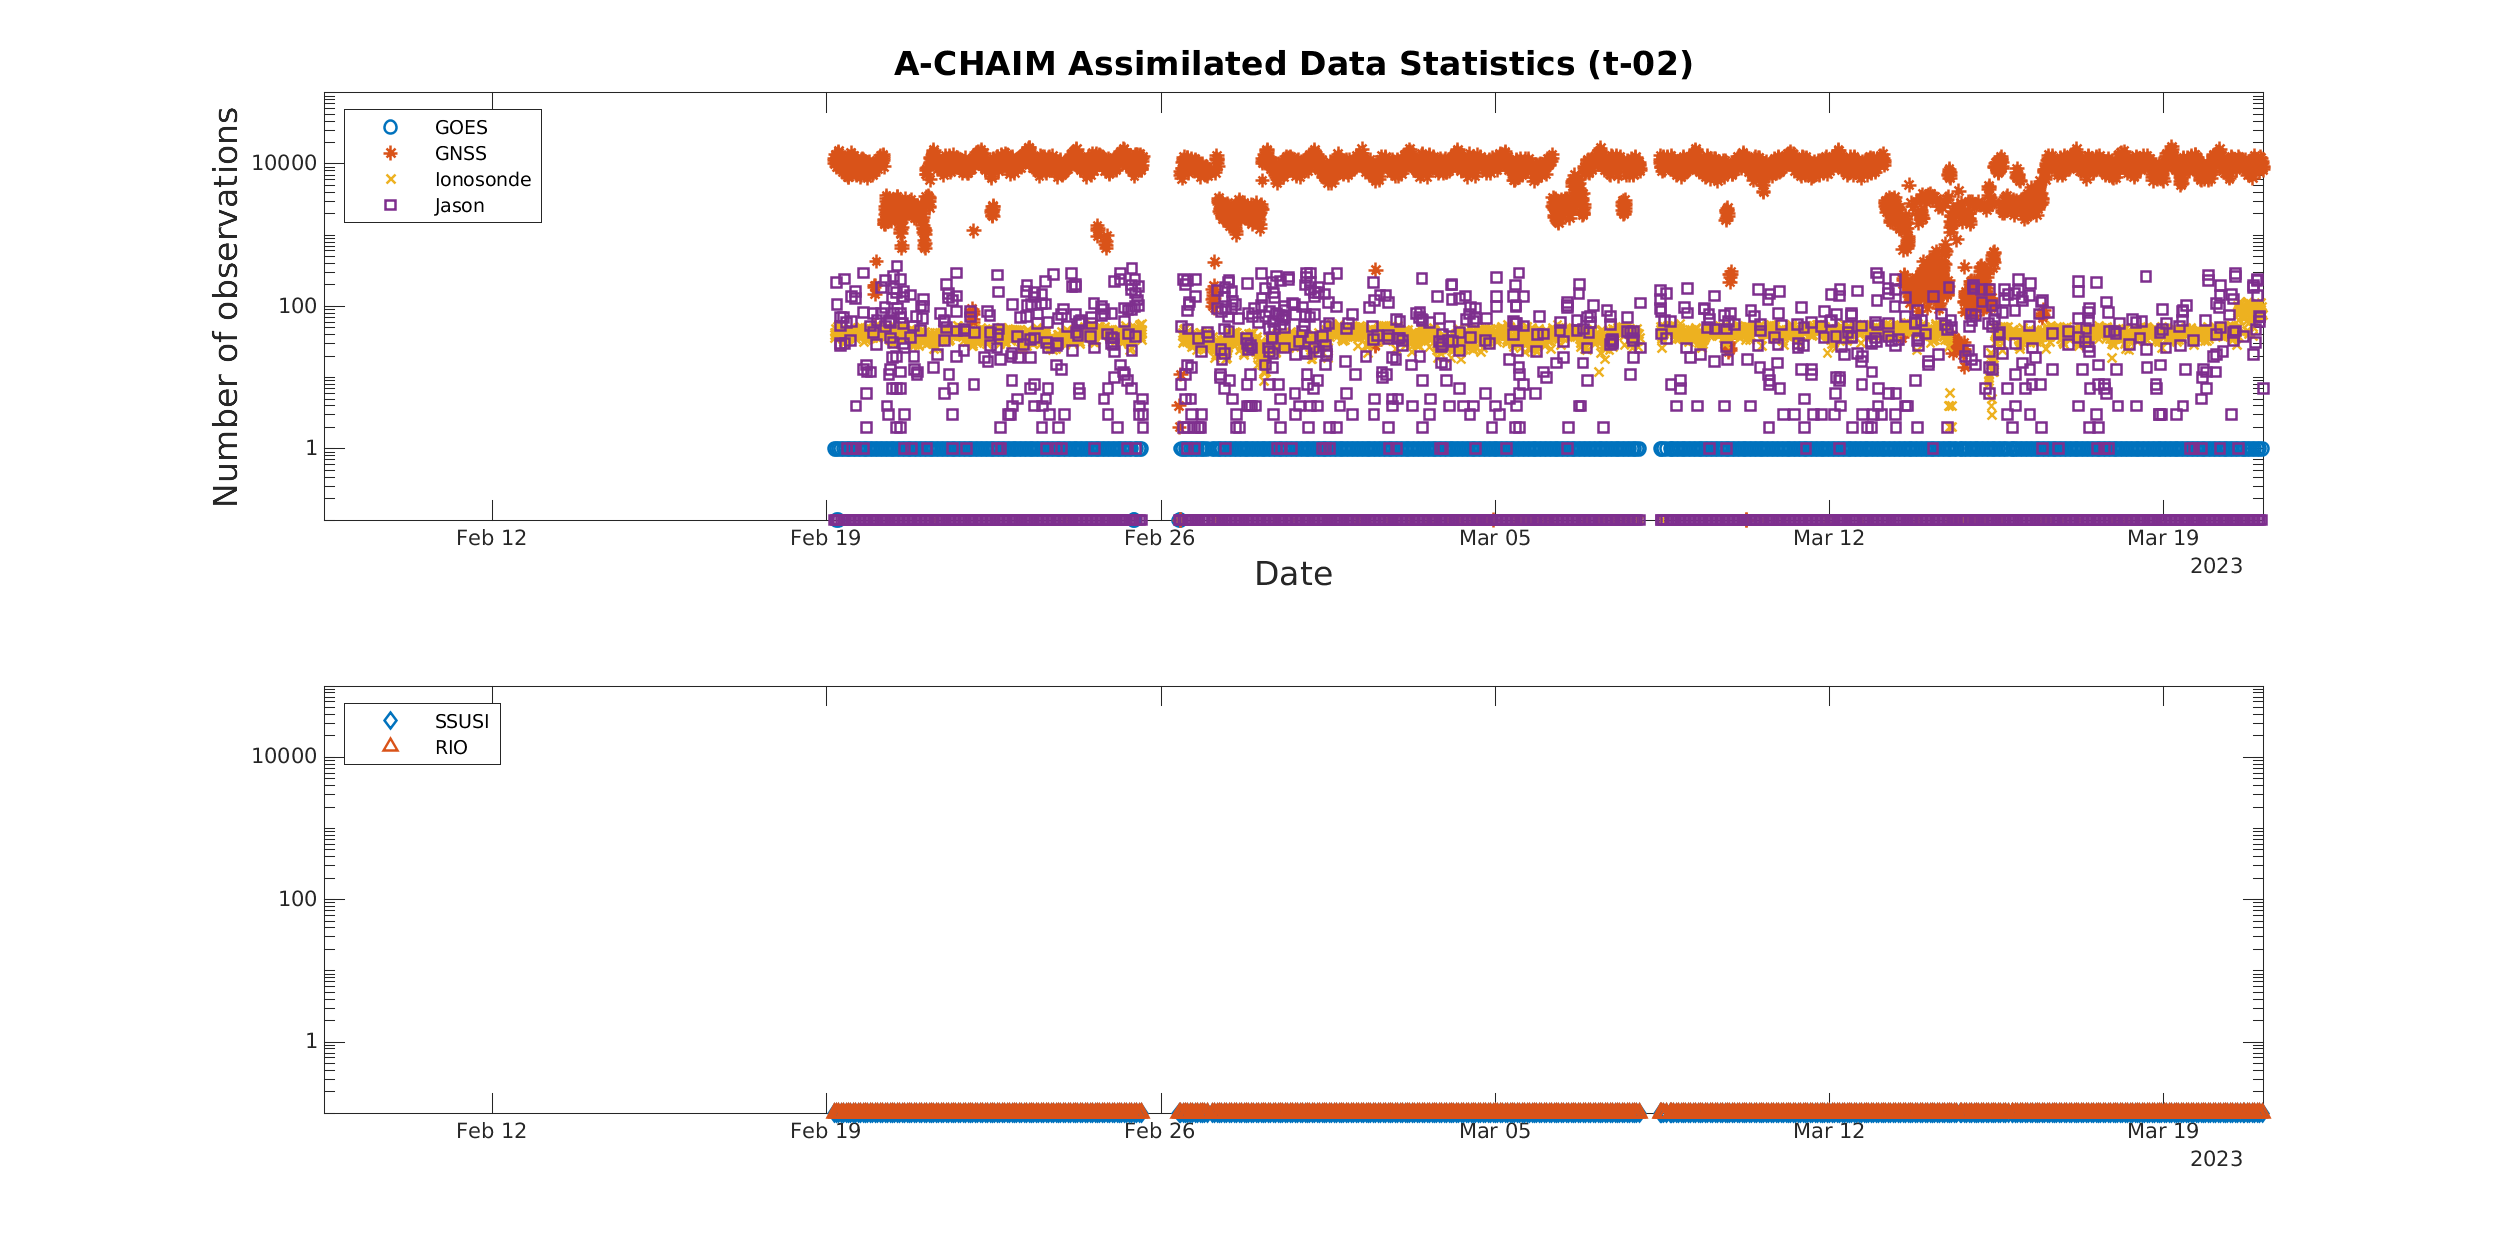 A-CHAIM Assimilated Data Statistics (t-02)
Number of observations
10000
100
1
GOES
GNSS
Ionosonde
Jason
Feb 12 Feb 19 Feb 26 Mar 05 Mar 12 Mar 19
2023
Date
10000
100
1
SSUSI
RIO
Feb 12 Feb 19 Feb 26 Mar 05 Mar 12 Mar 19
2023